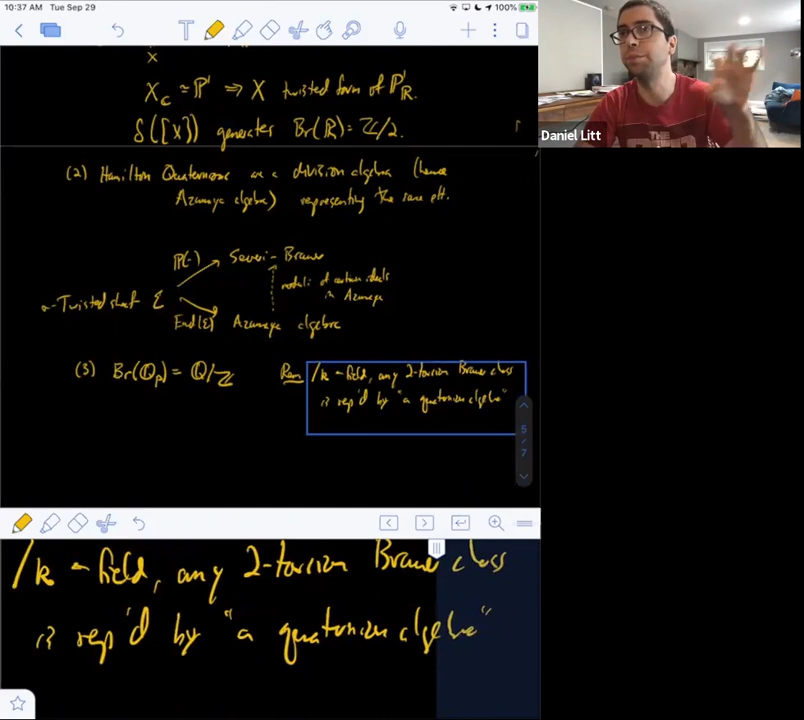 10:37 AM Tue Sep 29
100%
X
X_C ≃ P¹ ⇒ X twisted form of P¹_R.
δ([X]) generates Br(R) = Z/2.
(2) Hamilton Quaternions are a division algebra (hence
Azumaya algebra) representing the same elt.
P(-) Severi-Brauer
moduli of certain ideals
in Azumaya
α-Twisted sheaf ℰ
End(ℰ) Azumaya algebra
(3) Br(Q_p) = Q/Z
Rem /k - field, any 2-torsion Brauer class
is rep'd by "a quaternion algebra"
5
/
7
/k - field, any 2-torsion Brauer class
is rep'd by "a quaternion algebra"
Daniel Litt
THE